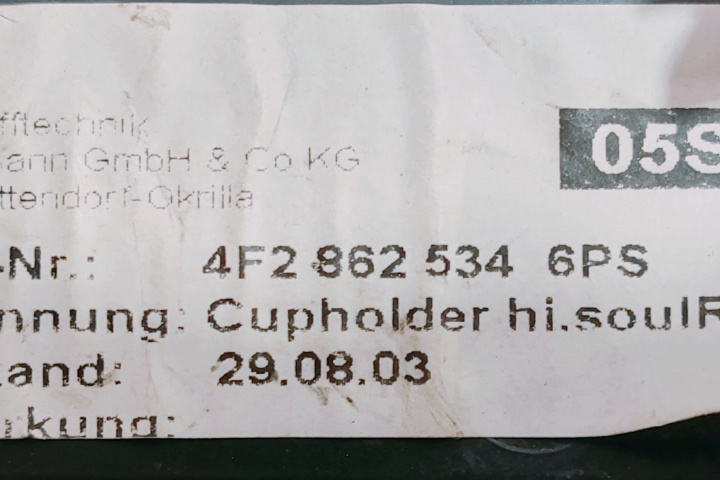 fftechnik
ann GmbH & Co KG
ttendorf-Okrilla
05S
-Nr.: 4F2 862 534 6PS
nnung: Cupholder hi.soulR
and: 29.08.03
rkung: